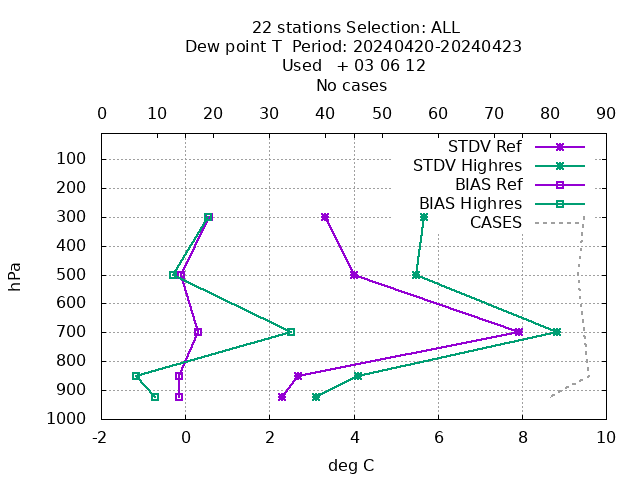 22 stations Selection: ALL
Dew point T  Period: 20240420-20240423
Used   + 03 06 12
No cases
0 10 20 30 40 50 60 70 80 90
STDV Ref
STDV Highres
BIAS Ref
BIAS Highres
CASES
100
200
300
400
500
600
700
800
900
1000
hPa
-2 0 2 4 6 8 10
deg C